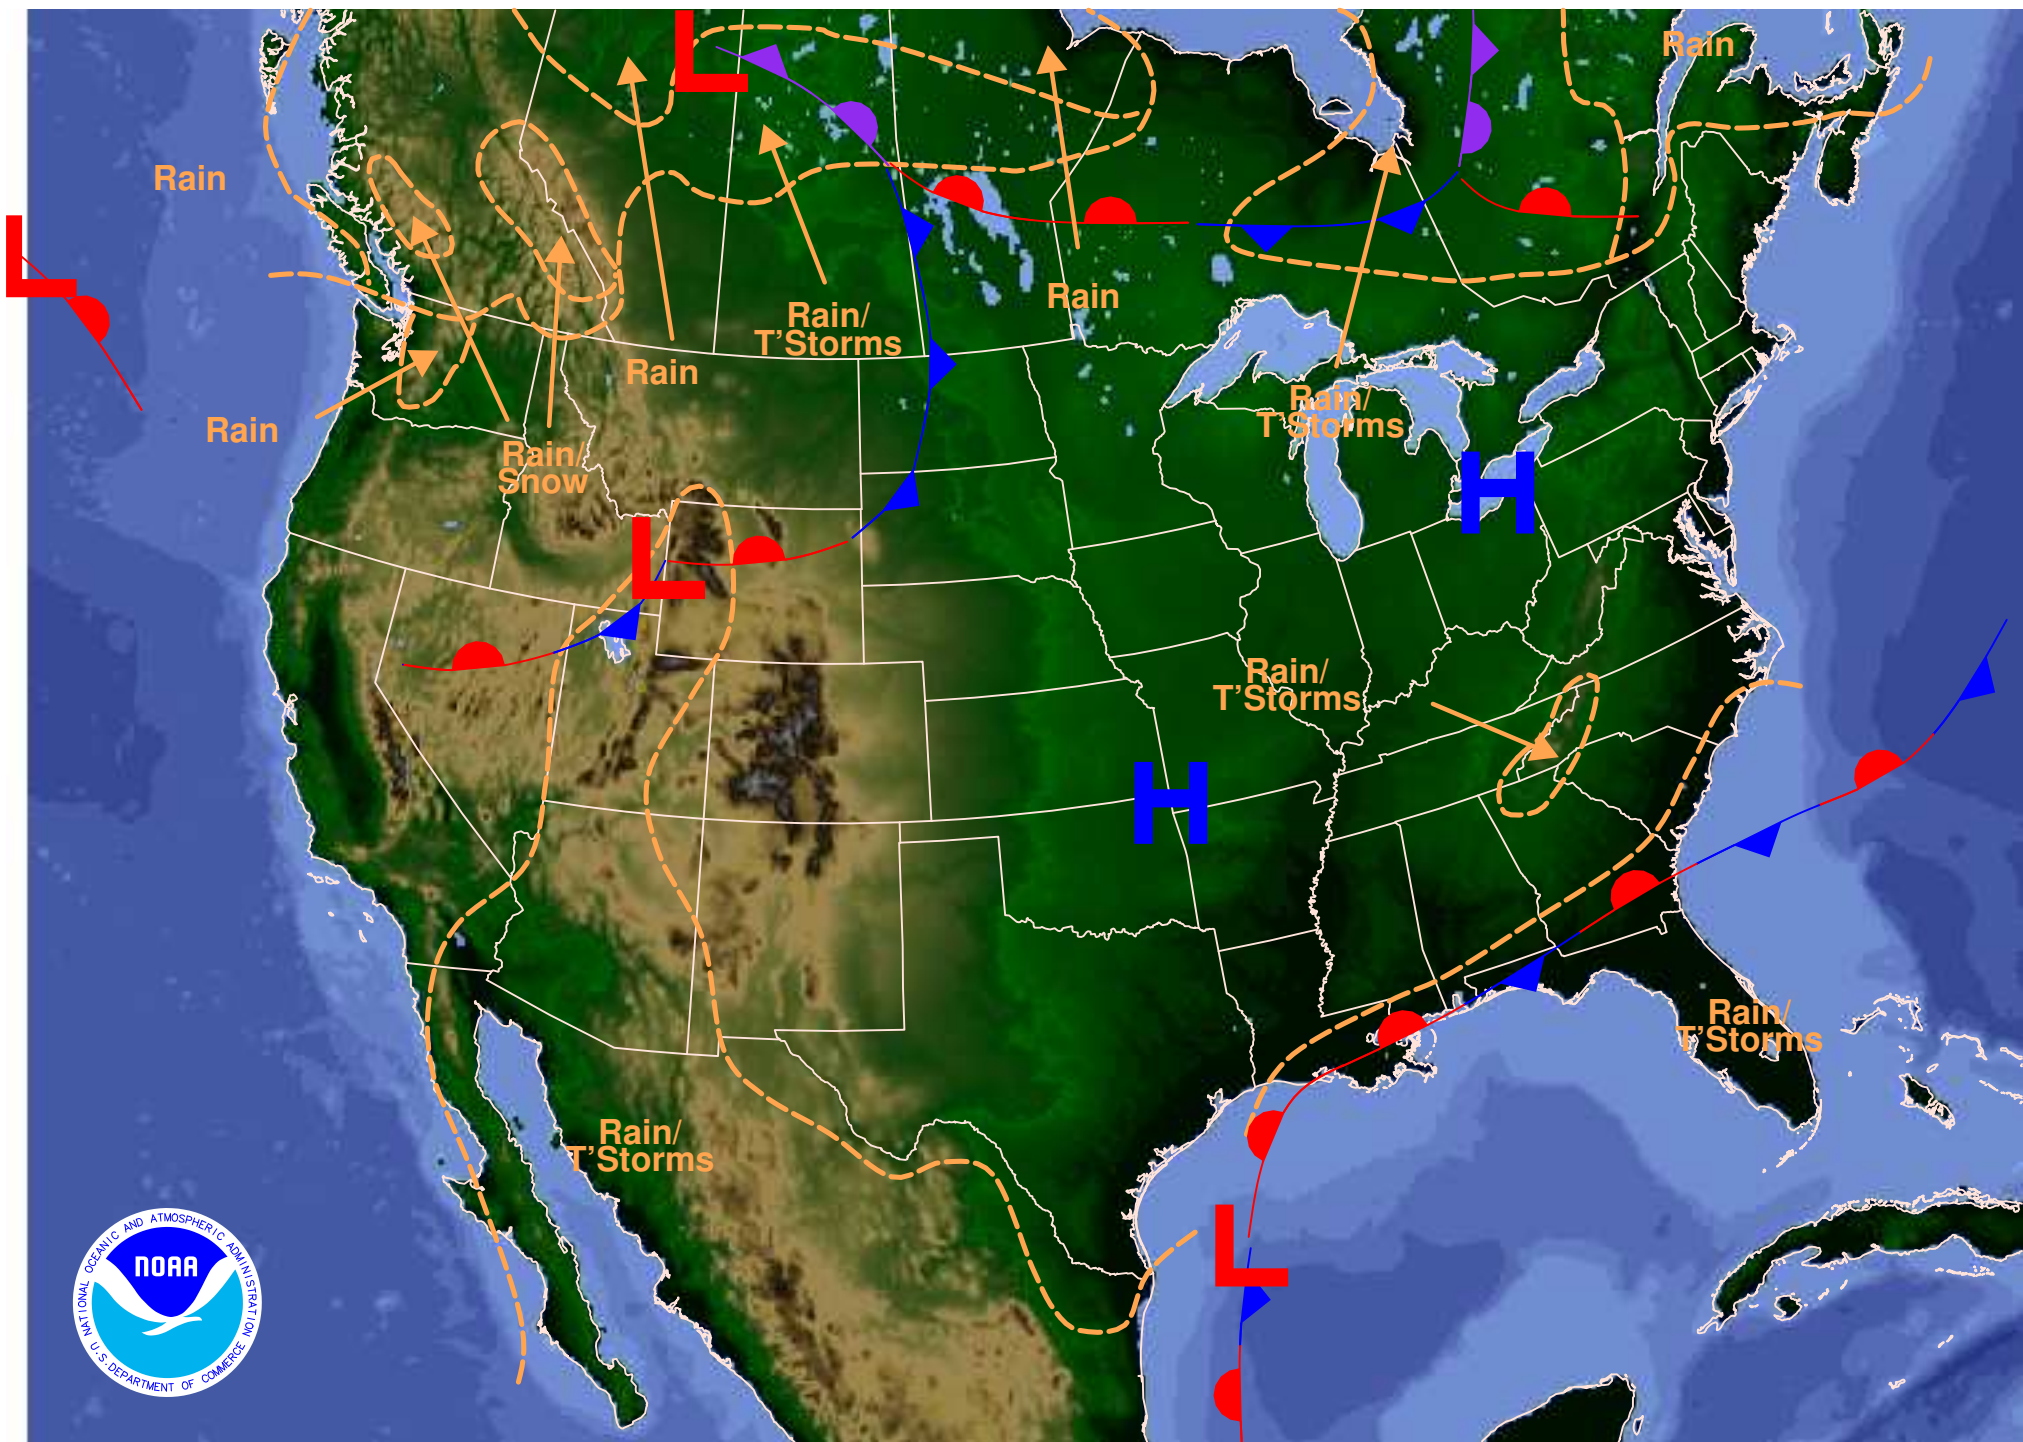 L
Rain
Rain
L
Rain/
T'Storms
Rain
Rain
Rain/
T'Storms
Rain
Rain/
Snow
H
L
Rain/
T'Storms
H
Rain/
T'Storms
Rain/
T'Storms
L
NATIONAL OCEANIC AND ATMOSPHERIC ADMINISTRATION
NOAA
U.S. DEPARTMENT OF COMMERCE